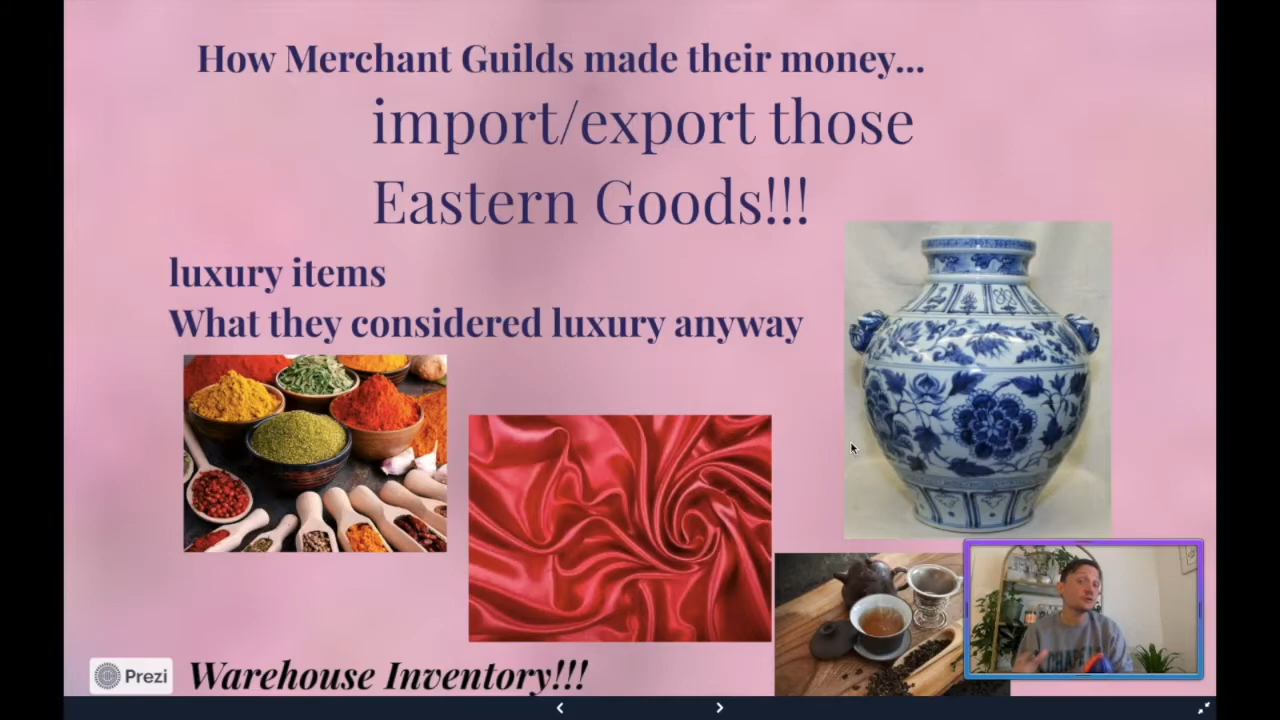 How Merchant Guilds made their money...
import/export those
Eastern Goods!!!
luxury items
What they considered luxury anyway
Prezi
Warehouse Inventory!!!